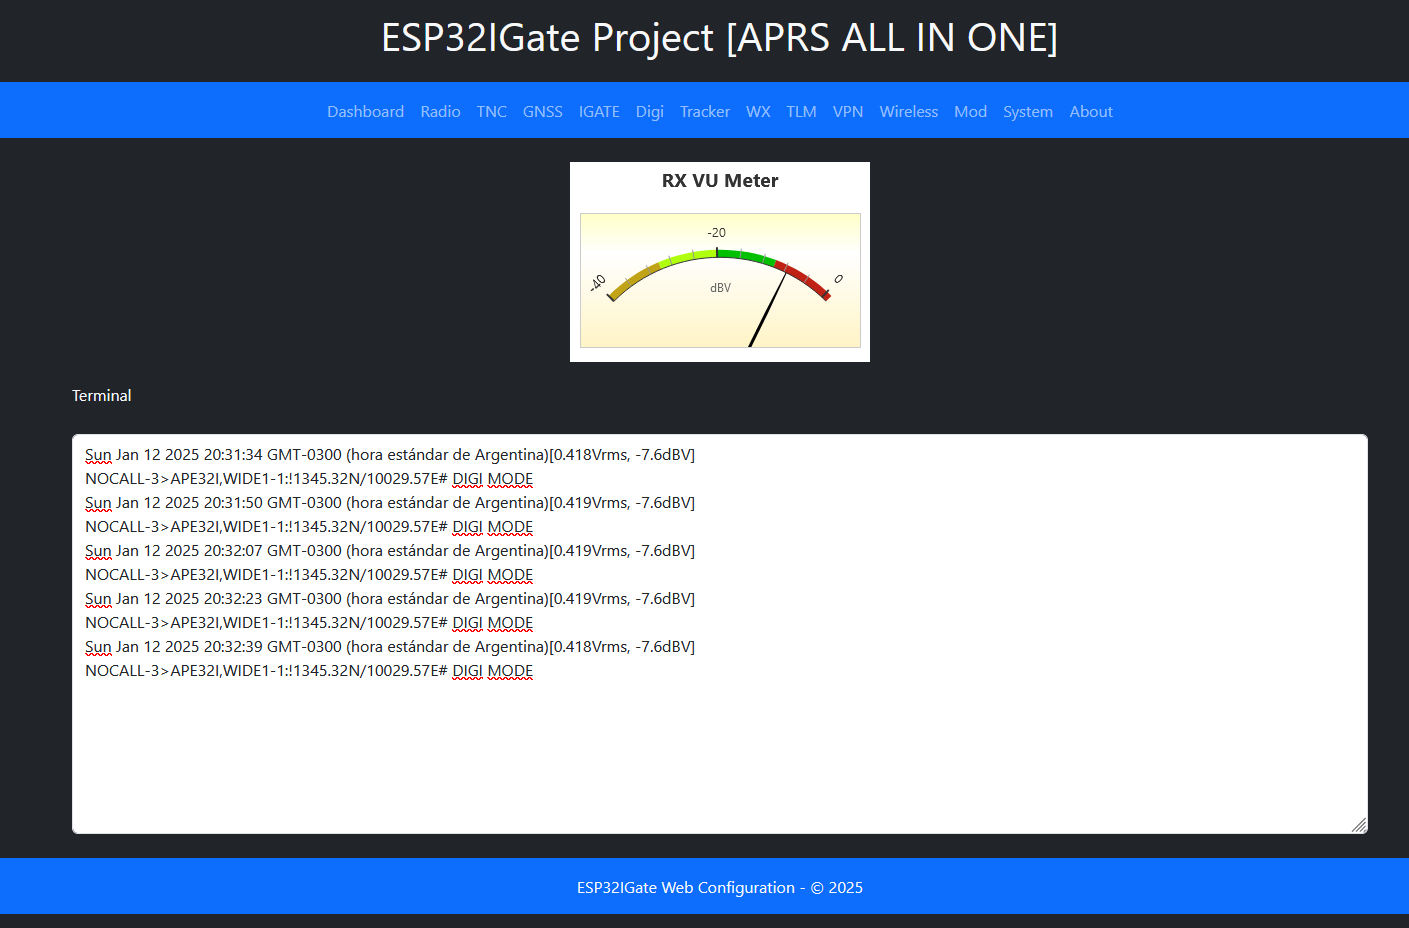 ESP32IGate Project [APRS ALL IN ONE]
Dashboard Radio TNC GNSS IGATE Digi Tracker WX TLM VPN Wireless Mod System About
RX VU Meter
-20
-40
0
dBV
Terminal
Sun Jan 12 2025 20:31:34 GMT-0300 (hora estándar de Argentina)[0.418Vrms, -7.6dBV]
NOCALL-3>APE32I,WIDE1-1:!1345.32N/10029.57E# DIGI MODE
Sun Jan 12 2025 20:31:50 GMT-0300 (hora estándar de Argentina)[0.419Vrms, -7.6dBV]
NOCALL-3>APE32I,WIDE1-1:!1345.32N/10029.57E# DIGI MODE
Sun Jan 12 2025 20:32:07 GMT-0300 (hora estándar de Argentina)[0.419Vrms, -7.6dBV]
NOCALL-3>APE32I,WIDE1-1:!1345.32N/10029.57E# DIGI MODE
Sun Jan 12 2025 20:32:23 GMT-0300 (hora estándar de Argentina)[0.419Vrms, -7.6dBV]
NOCALL-3>APE32I,WIDE1-1:!1345.32N/10029.57E# DIGI MODE
Sun Jan 12 2025 20:32:39 GMT-0300 (hora estándar de Argentina)[0.418Vrms, -7.6dBV]
NOCALL-3>APE32I,WIDE1-1:!1345.32N/10029.57E# DIGI MODE
ESP32IGate Web Configuration - © 2025